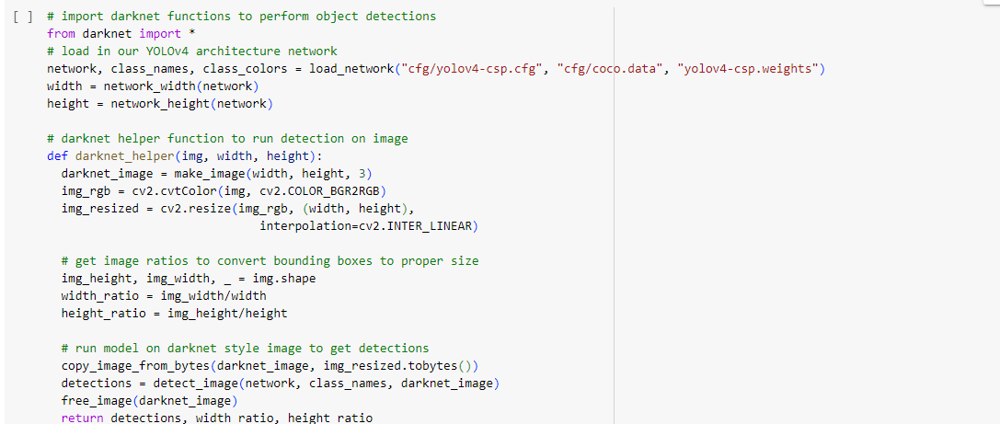 [ ] # import darknet functions to perform object detections
from darknet import *
# load in our YOLOv4 architecture network
network, class_names, class_colors = load_network("cfg/yolov4-csp.cfg", "cfg/coco.data", "yolov4-csp.weights")
width = network_width(network)
height = network_height(network)

# darknet helper function to run detection on image
def darknet_helper(img, width, height):
  darknet_image = make_image(width, height, 3)
  img_rgb = cv2.cvtColor(img, cv2.COLOR_BGR2RGB)
  img_resized = cv2.resize(img_rgb, (width, height),
                              interpolation=cv2.INTER_LINEAR)

  # get image ratios to convert bounding boxes to proper size
  img_height, img_width, _ = img.shape
  width_ratio = img_width/width
  height_ratio = img_height/height

  # run model on darknet style image to get detections
  copy_image_from_bytes(darknet_image, img_resized.tobytes())
  detections = detect_image(network, class_names, darknet_image)
  free_image(darknet_image)
  return detections, width_ratio, height_ratio